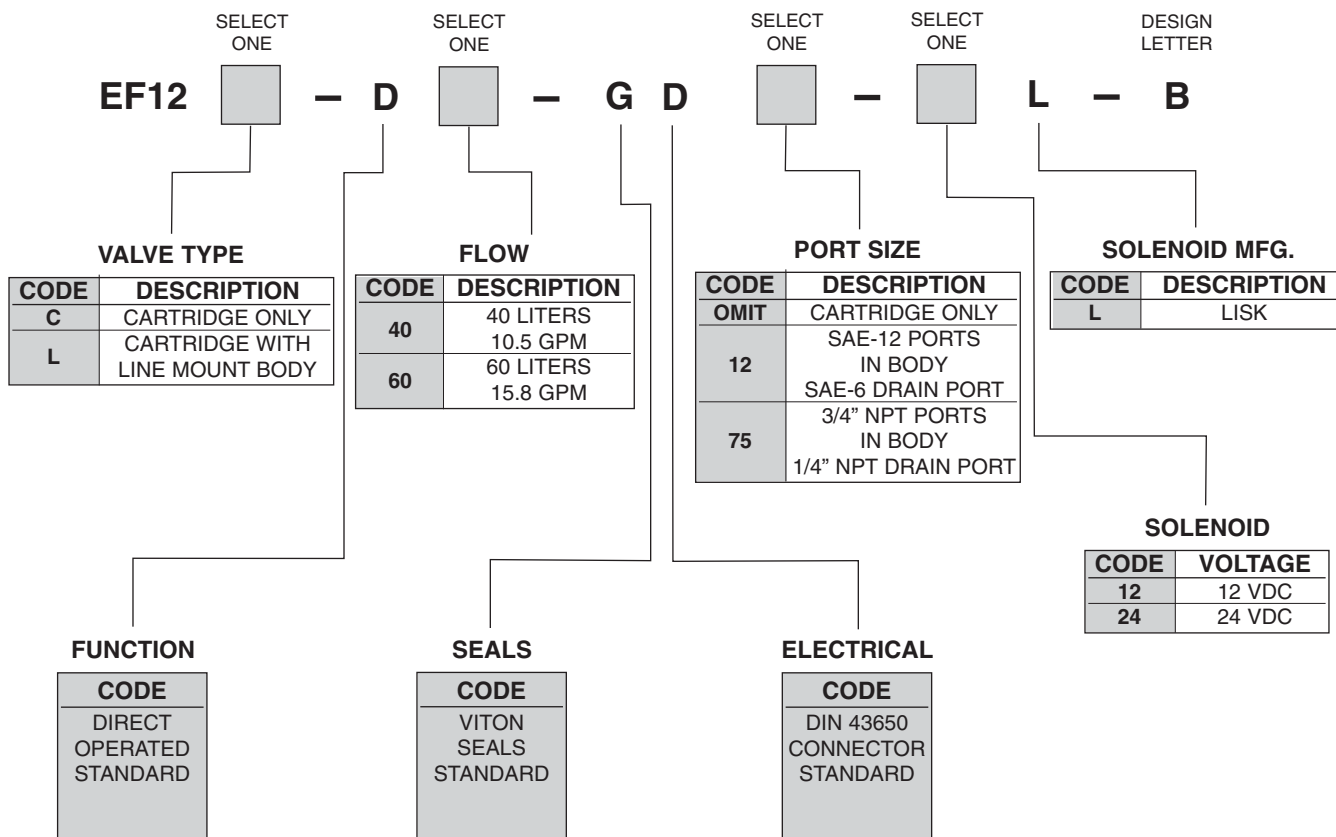 SELECT
ONE
SELECT
ONE
SELECT
ONE
SELECT
ONE
DESIGN
LETTER
EF12 – D – G D – L – B
VALVE TYPE
CODE DESCRIPTION
C CARTRIDGE ONLY
L CARTRIDGE WITH
LINE MOUNT BODY
FLOW
CODE DESCRIPTION
40 40 LITERS
10.5 GPM
60 60 LITERS
15.8 GPM
PORT SIZE
CODE DESCRIPTION
OMIT CARTRIDGE ONLY
12 SAE-12 PORTS
IN BODY
SAE-6 DRAIN PORT
75 3/4” NPT PORTS
IN BODY
1/4” NPT DRAIN PORT
SOLENOID MFG.
CODE DESCRIPTION
L LISK
SOLENOID
CODE VOLTAGE
12 12 VDC
24 24 VDC
FUNCTION
CODE
DIRECT
OPERATED
STANDARD
SEALS
CODE
VITON
SEALS
STANDARD
ELECTRICAL
CODE
DIN 43650
CONNECTOR
STANDARD